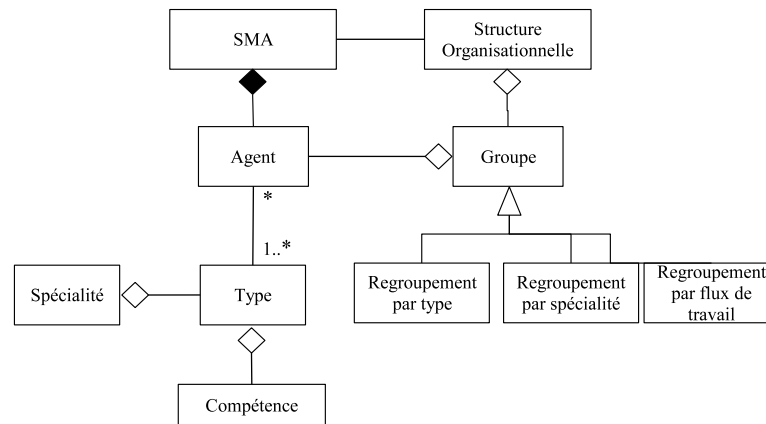 SMA
Structure
Organisationnelle
Agent
Groupe
*
1..*
Spécialité
Type
Regroupement
par type
Regroupement
par spécialité
Regroupement
par flux de
travail
Compétence